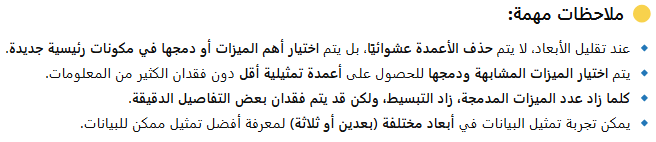 ملاحظات مهمة:
عند تقليل الأبعاد، لا يتم حذف الأعمدة عشوائيًا، بل يتم اختيار أهم الميزات أو دمجها في مكونات رئيسية جديدة.
يتم اختيار الميزات المشابهة ودمجها للحصول على أعمدة تمثيلية أقل دون فقدان الكثير من المعلومات.
كلما زاد عدد الميزات المدمجة، زاد التبسيط، ولكن قد يتم فقدان بعض التفاصيل الدقيقة.
يمكن تجربة تمثيل البيانات في أبعاد مختلفة (بعدين أو ثلاثة) لمعرفة أفضل تمثيل ممكن للبيانات.